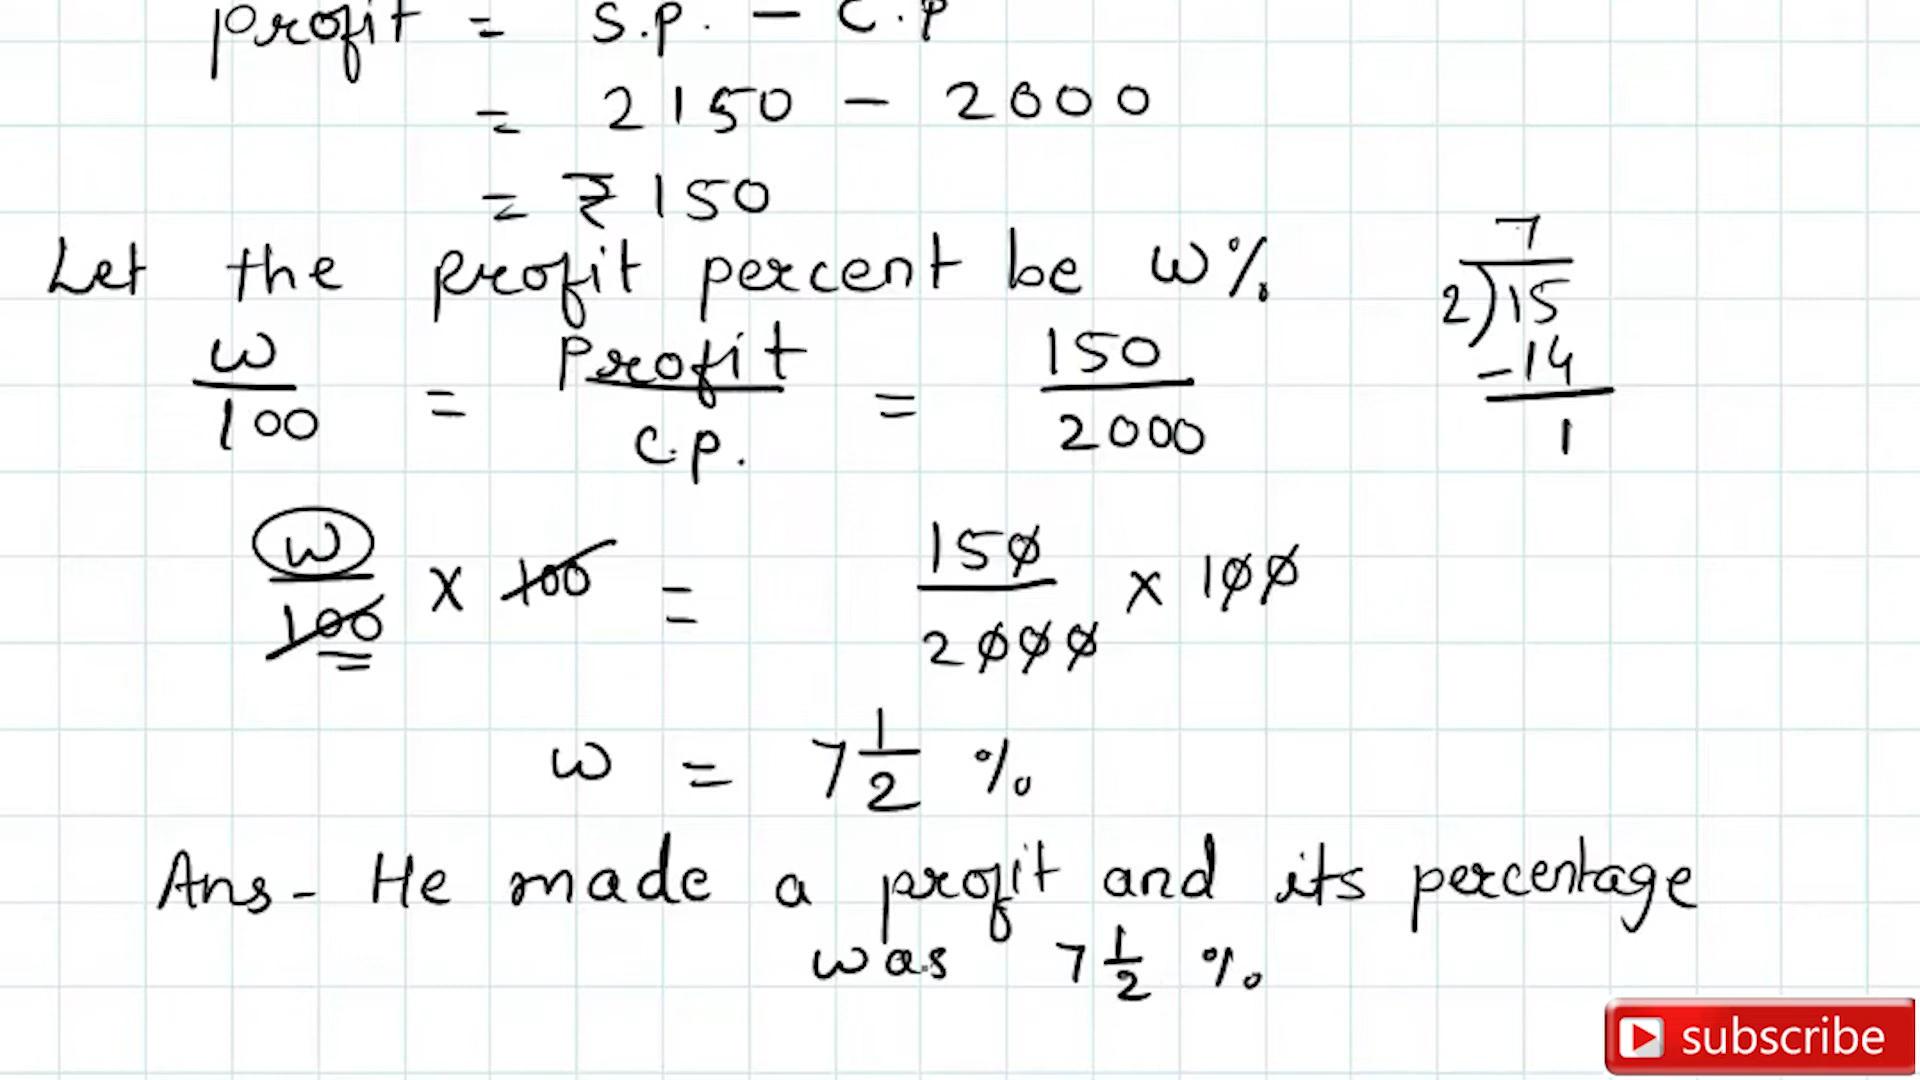 profit = S.P. - C.P
= 2150 - 2000
= ₹ 150
Let the profit percent be w%
w/100 = Profit/C.P. = 150/2000
7
2)15
-14
1
w/100 x 100 = 150/2000 x 100
w = 7 1/2 %
Ans - He made a profit and its percentage
was 7 1/2 %
subscribe